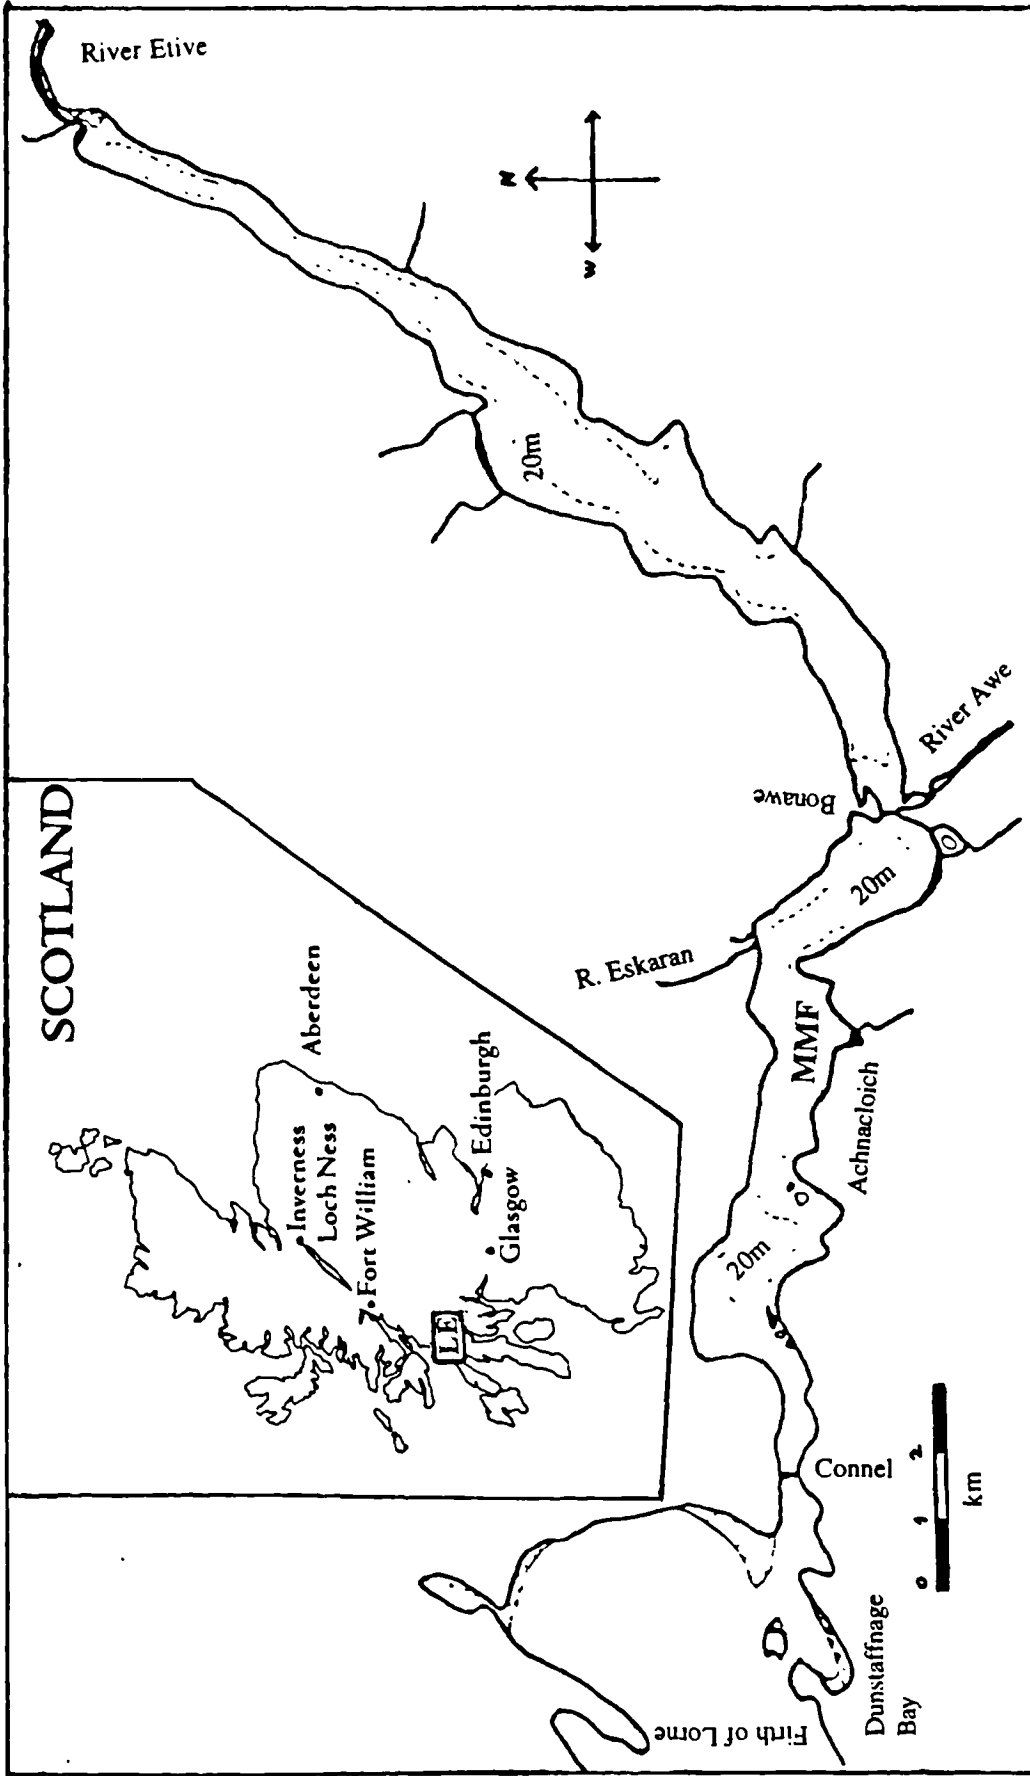 SCOTLAND
Inverness
Loch Ness
Fort William
Aberdeen
Edinburgh
Glasgow
LE
River Etive
N
W
20m
River Awe
Bonawe
20m
R. Eskaran
MMF
Achnacloich
20m
Connel
Dunstaffnage
Bay
Firth of Lorne
0 1 2
km